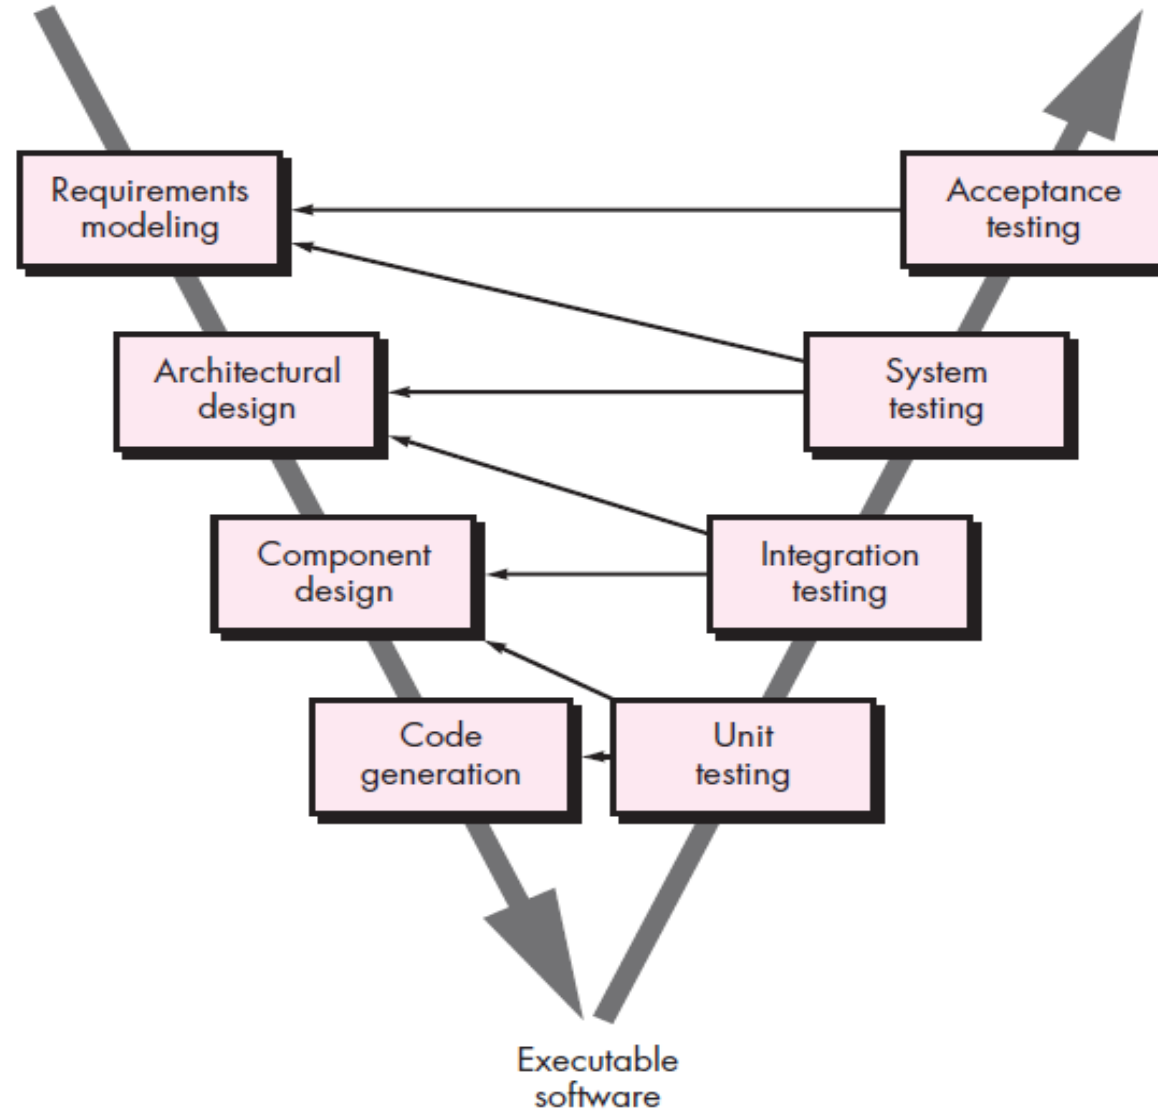 Requirements
modeling
Acceptance
testing
Architectural
design
System
testing
Component
design
Integration
testing
Code
generation
Unit
testing
Executable
software